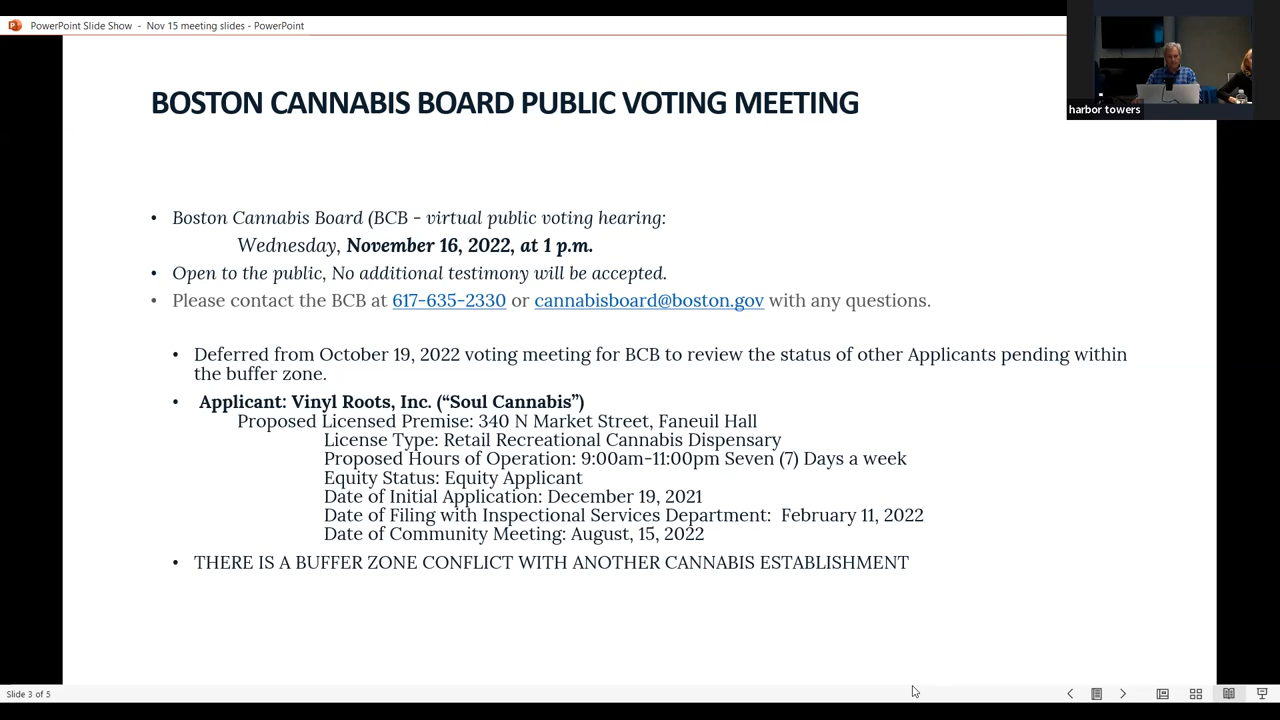 PowerPoint Slide Show - Nov 15 meeting slides - PowerPoint
harbor towers
BOSTON CANNABIS BOARD PUBLIC VOTING MEETING
• Boston Cannabis Board (BCB - virtual public voting hearing:
Wednesday, November 16, 2022, at 1 p.m.
• Open to the public, No additional testimony will be accepted.
• Please contact the BCB at 617-635-2330 or cannabisboard@boston.gov with any questions.
• Deferred from October 19, 2022 voting meeting for BCB to review the status of other Applicants pending within
the buffer zone.
• Applicant: Vinyl Roots, Inc. (“Soul Cannabis”)
Proposed Licensed Premise: 340 N Market Street, Faneuil Hall
License Type: Retail Recreational Cannabis Dispensary
Proposed Hours of Operation: 9:00am-11:00pm Seven (7) Days a week
Equity Status: Equity Applicant
Date of Initial Application: December 19, 2021
Date of Filing with Inspectional Services Department: February 11, 2022
Date of Community Meeting: August, 15, 2022
• THERE IS A BUFFER ZONE CONFLICT WITH ANOTHER CANNABIS ESTABLISHMENT
Slide 3 of 5